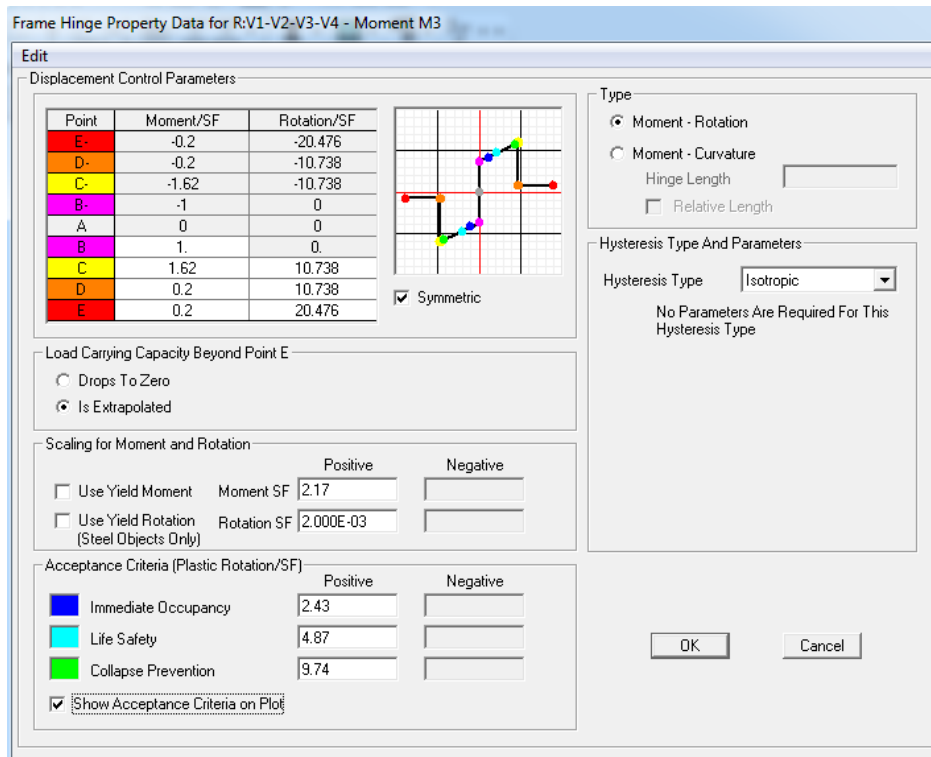 Frame Hinge Property Data for R:V1-V2-V3-V4 - Moment M3
Edit
Displacement Control Parameters
Point Moment/SF Rotation/SF
E- -0.2 -20.476
D- -0.2 -10.738
C- -1.62 -10.738
B- -1 0
A 0 0
B 1. 0.
C 1.62 10.738
D 0.2 10.738
E 0.2 20.476
Symmetric
Load Carrying Capacity Beyond Point E
Drops To Zero
Is Extrapolated
Scaling for Moment and Rotation
Positive Negative
Use Yield Moment Moment SF 2.17
Use Yield Rotation Rotation SF 2.000E-03
(Steel Objects Only)
Acceptance Criteria (Plastic Rotation/SF)
Positive Negative
Immediate Occupancy 2.43
Life Safety 4.87
Collapse Prevention 9.74
Show Acceptance Criteria on Plot
Type
Moment - Rotation
Moment - Curvature
Hinge Length
Relative Length
Hysteresis Type And Parameters
Hysteresis Type Isotropic
No Parameters Are Required For This
Hysteresis Type
OK Cancel